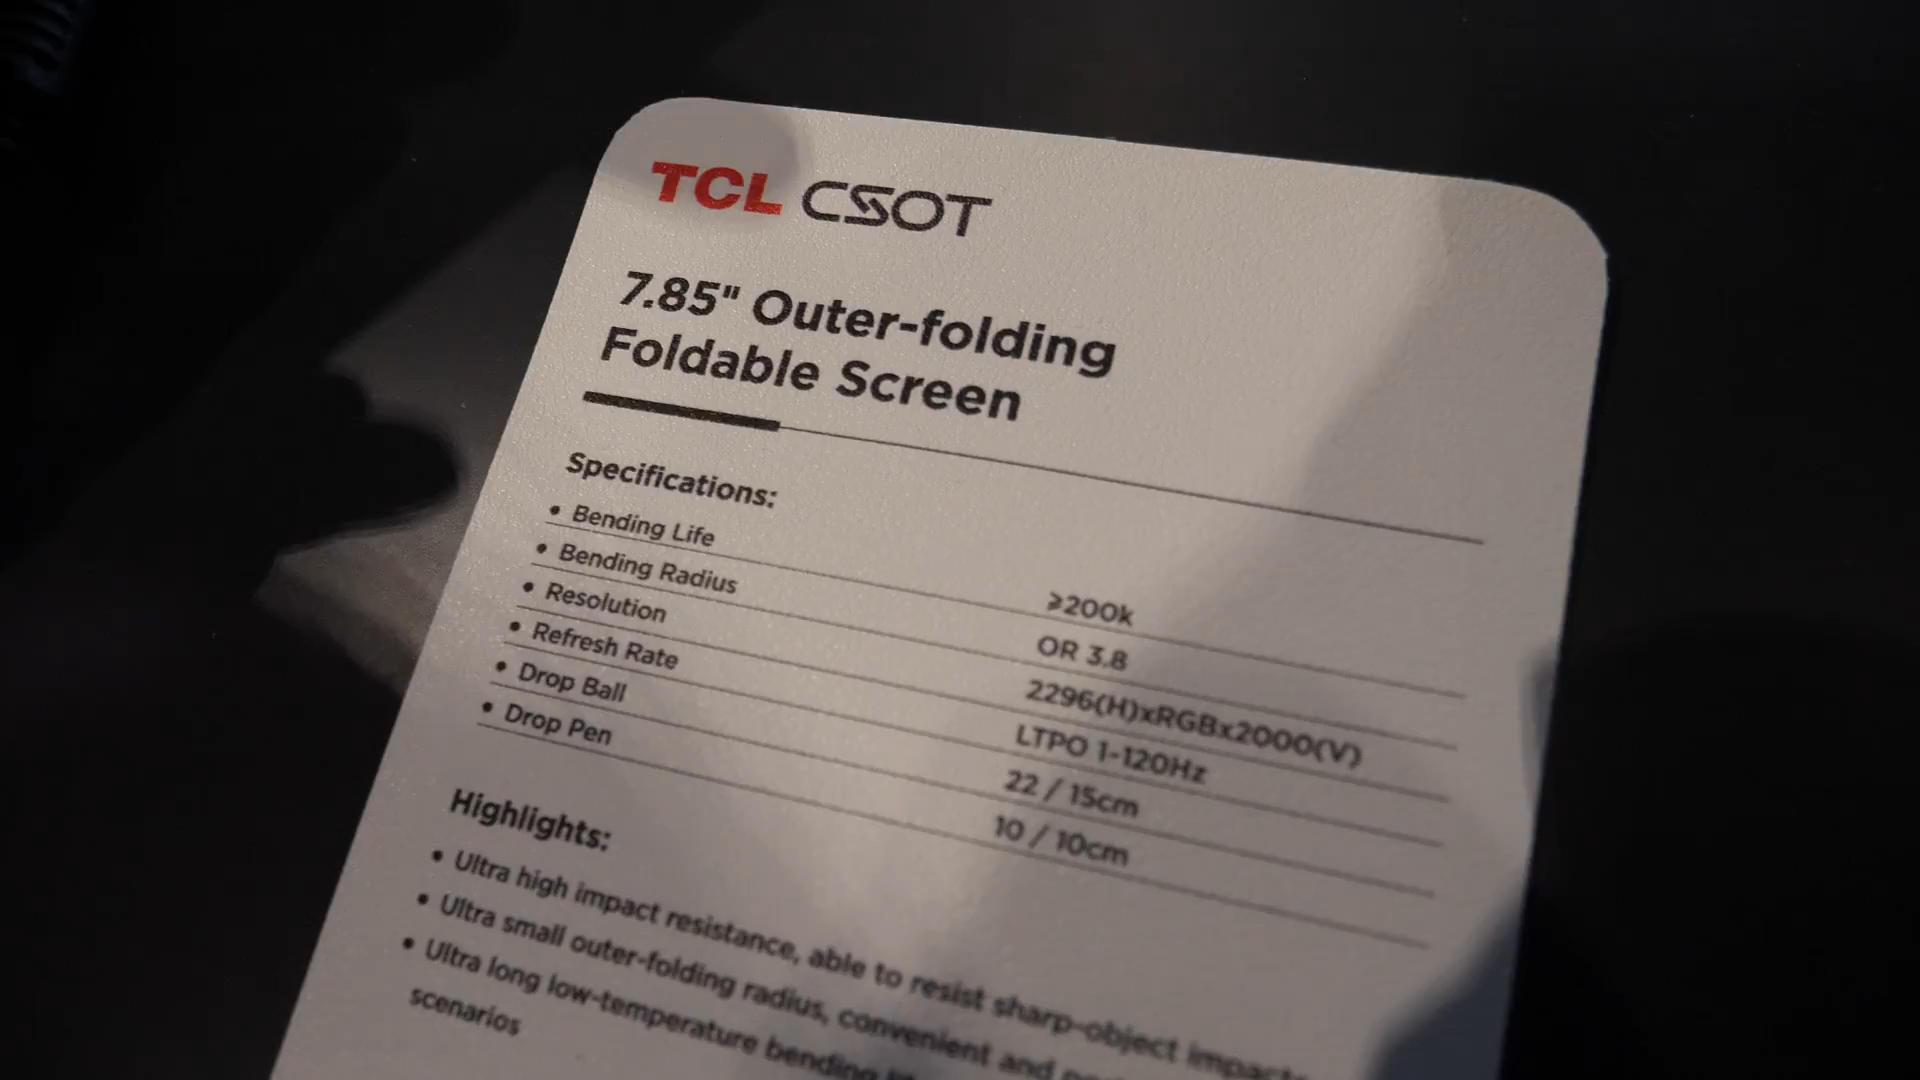 TCL CSOT
7.85" Outer-folding
Foldable Screen
Specifications:
• Bending Life ≥200k
• Bending Radius OR 3.8
• Resolution 2296(H)xRGBx2000(V)
• Refresh Rate LTPO 1-120Hz
• Drop Ball 22 / 15cm
• Drop Pen 10 / 10cm
Highlights:
• Ultra high impact resistance, able to resist sharp-object impacts
• Ultra small outer-folding radius, convenient and
• Ultra long low-temperature bending
scenarios